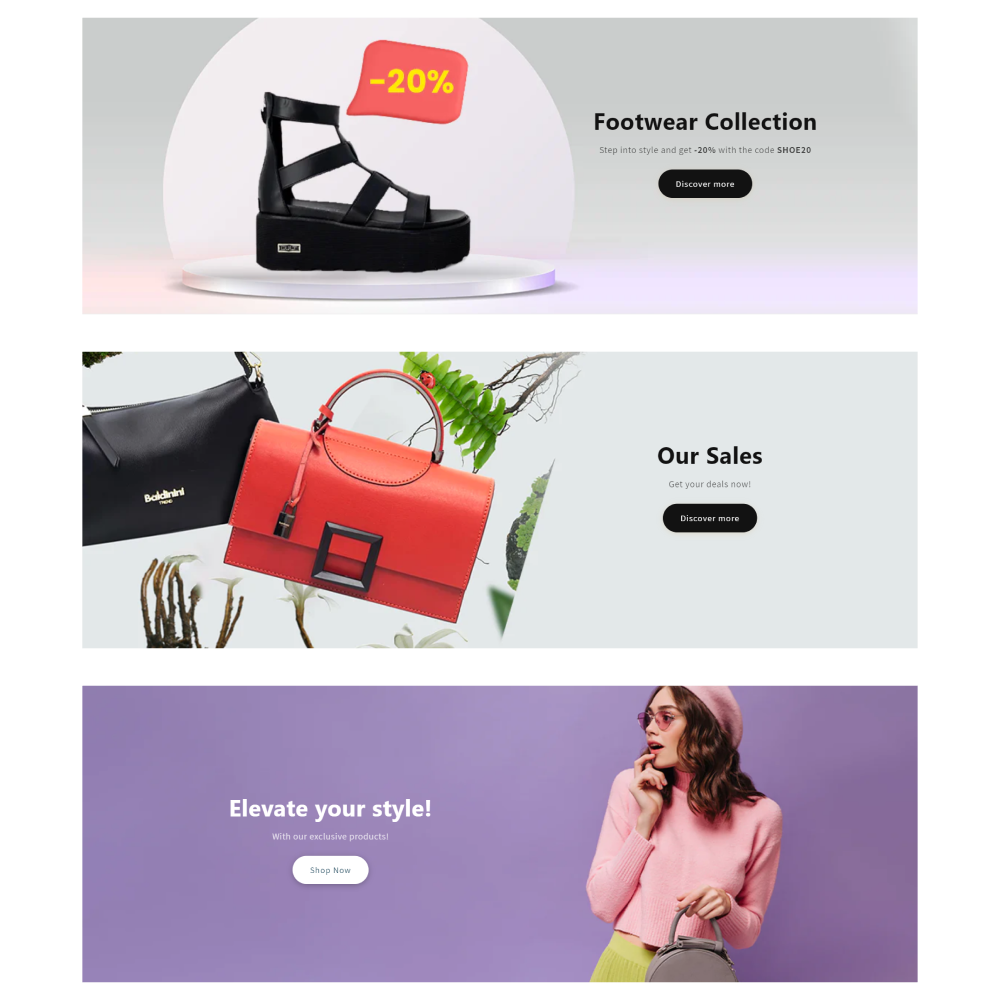 -20%
Footwear Collection
Step into style and get -20% with the code SHOE20
Discover more
Baldinini
TREND
Our Sales
Get your deals now!
Discover more
Elevate your style!
With our exclusive products!
Shop Now